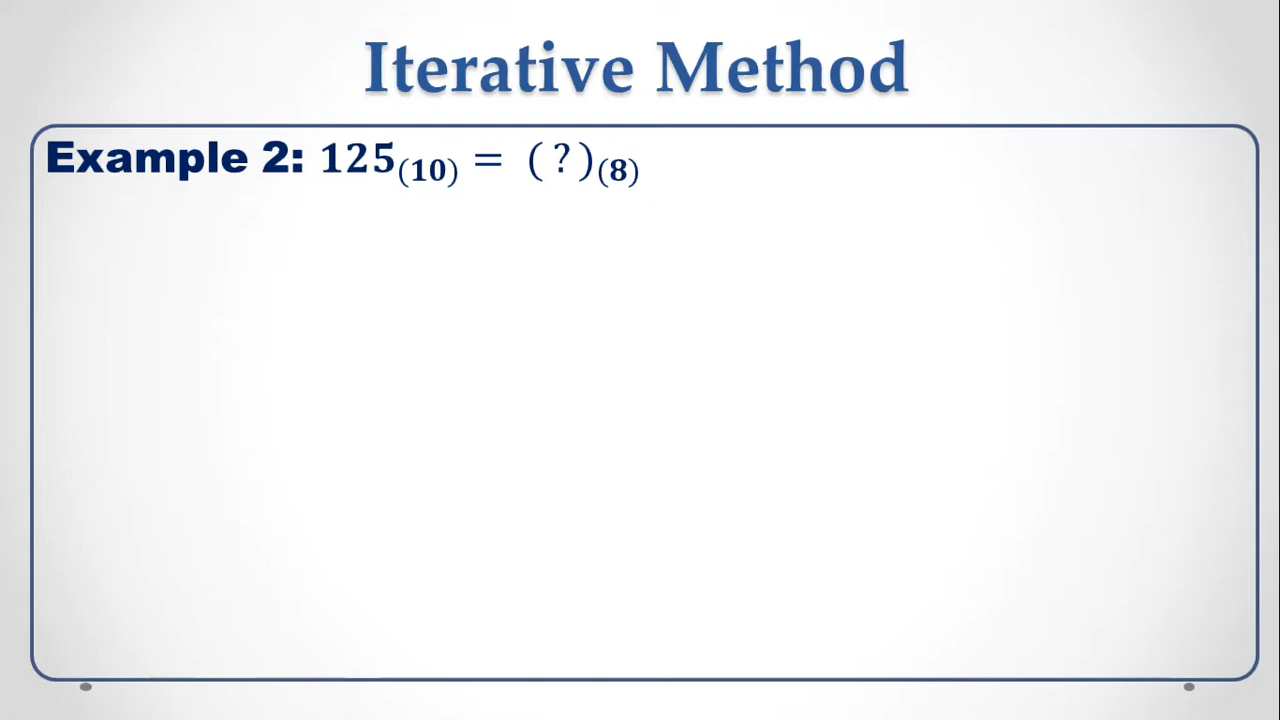 Iterative Method
Example 2: 125₍₁₀₎ = (?)₍₈₎